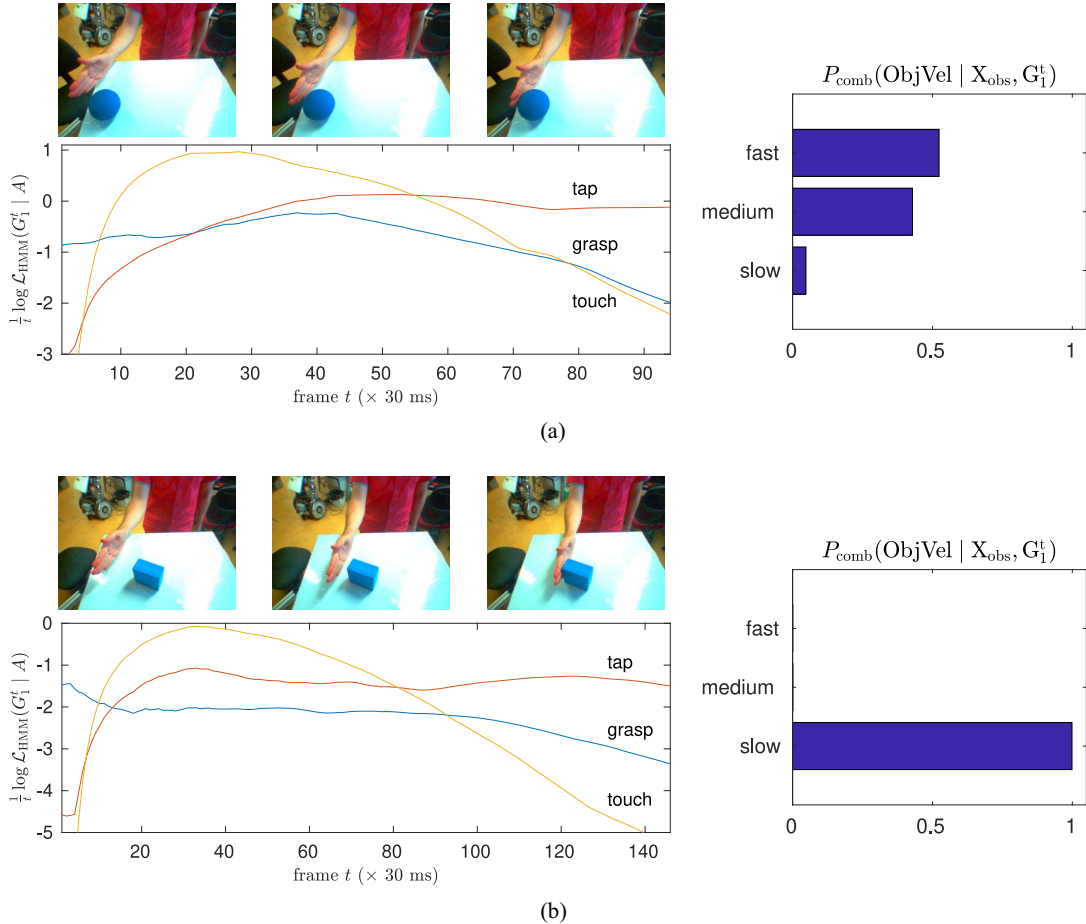 P_comb(ObjVel | X_obs, G_1^t)
1
0
-1
-2
-3
1/t log L_HMM(G_1^t | A)
tap
grasp
touch
10 20 30 40 50 60 70 80 90
frame t (× 30 ms)
fast
medium
slow
0 0.5 1
(a)
P_comb(ObjVel | X_obs, G_1^t)
0
-1
-2
-3
-4
-5
1/t log L_HMM(G_1^t | A)
tap
grasp
touch
20 40 60 80 100 120 140
frame t (× 30 ms)
fast
medium
slow
0 0.5 1
(b)